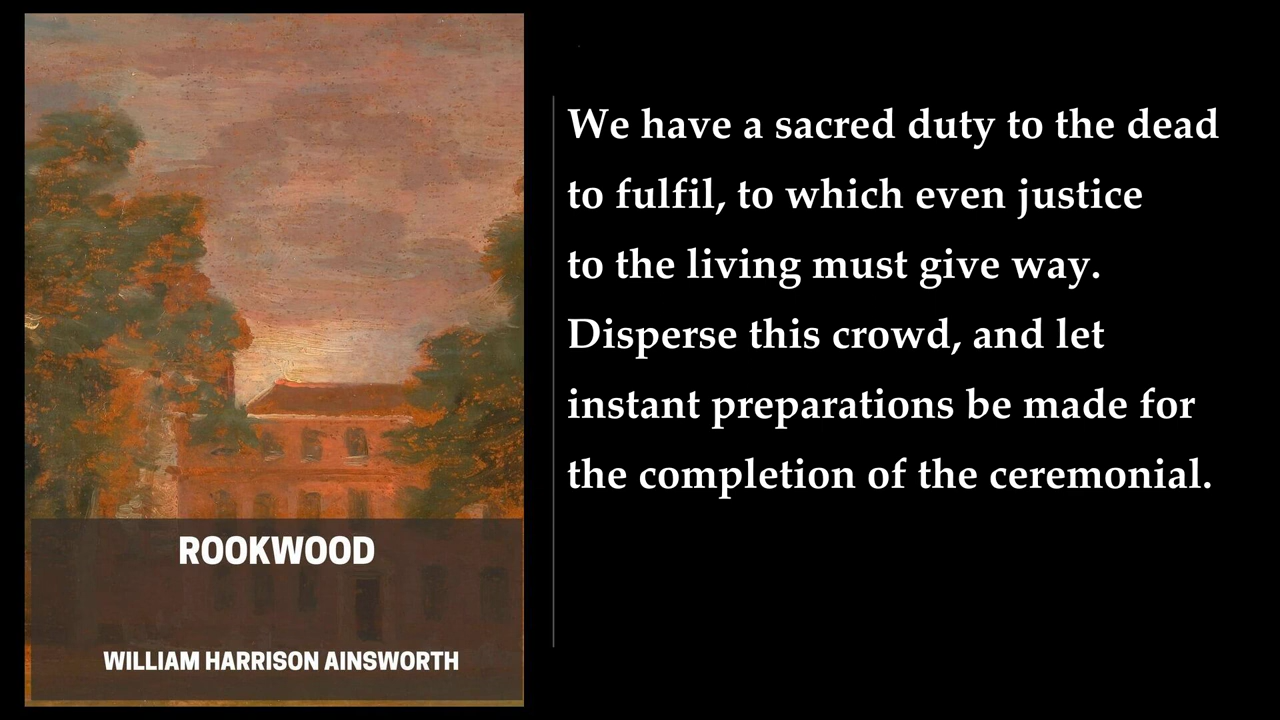 ROOKWOOD
WILLIAM HARRISON AINSWORTH
We have a sacred duty to the dead
to fulfil, to which even justice
to the living must give way.
Disperse this crowd, and let
instant preparations be made for
the completion of the ceremonial.